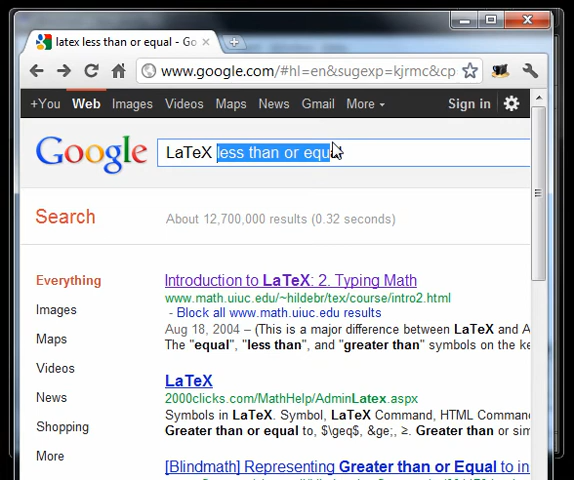 latex less than or equal - Go
www.google.com/#hl=en&sugexp=kjrmc&cp
+You Web Images Videos Maps News Gmail More Sign in
Google LaTeX less than or equ
Search About 12,700,000 results (0.32 seconds)
Everything
Images
Maps
Videos
News
Shopping
More
Introduction to LaTeX: 2. Typing Math
www.math.uiuc.edu/~hildebr/tex/course/intro2.html
- Block all www.math.uiuc.edu results
Aug 18, 2004 – (This is a major difference between LaTeX and A
The "equal", "less than", and "greater than" symbols on the ke
LaTeX
2000clicks.com/MathHelp/AdminLatex.aspx
Symbols in LaTeX. Symbol, LaTeX Command, HTML Comman
Greater than or equal to, $\geq$, &ge;, ≥. Greater than or sim
[Blindmath] Representing Greater than or Equal to in